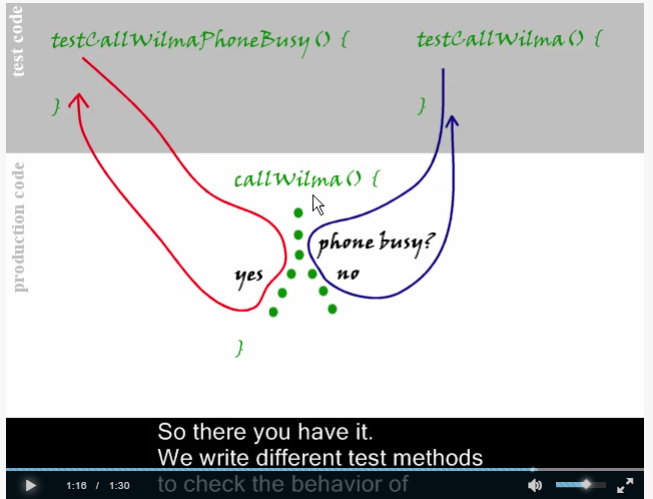 test code
testCallWilmaPhoneBusy() {
}
testCallWilma() {
}
production code
callWilma() {
phone busy?
yes
no
}
So there you have it.
We write different test methods
to check the behavior of
1:16 / 1:30